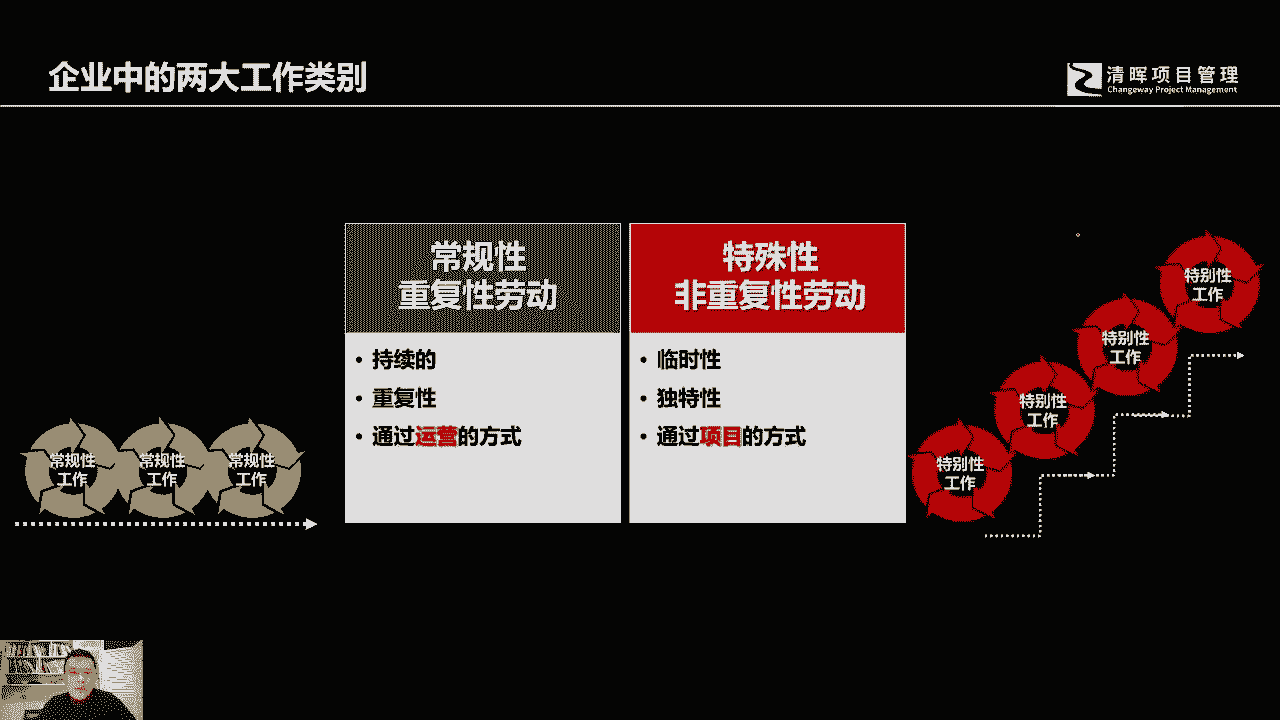 企业中的两大工作类别
清晖项目管理
Changeway Project Management
常规性
重复性劳动
• 持续的
• 重复性
• 通过运营的方式
特殊性
非重复性劳动
• 临时性
• 独特性
• 通过项目的方式
常规性
工作
常规性
工作
常规性
工作
特别性
工作
特别性
工作
特别性
工作
特别性
工作